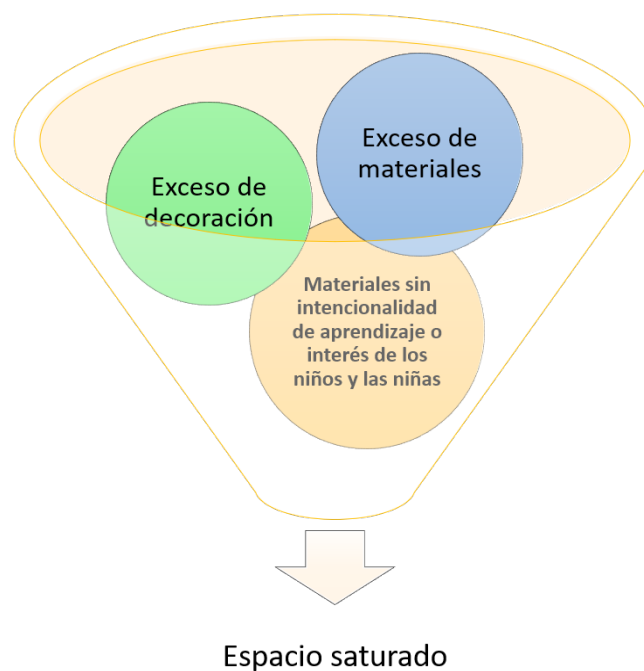 Exceso de
materiales
Exceso de
decoración
Materiales sin
intencionalidad
de aprendizaje o
interés de los
niños y las niñas
Espacio saturado